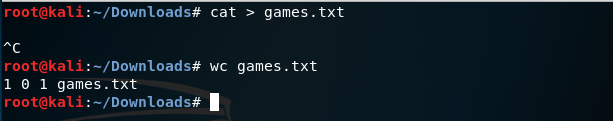 root@kali:~/Downloads# cat > games.txt
^C
root@kali:~/Downloads# wc games.txt
1 0 1 games.txt
root@kali:~/Downloads#